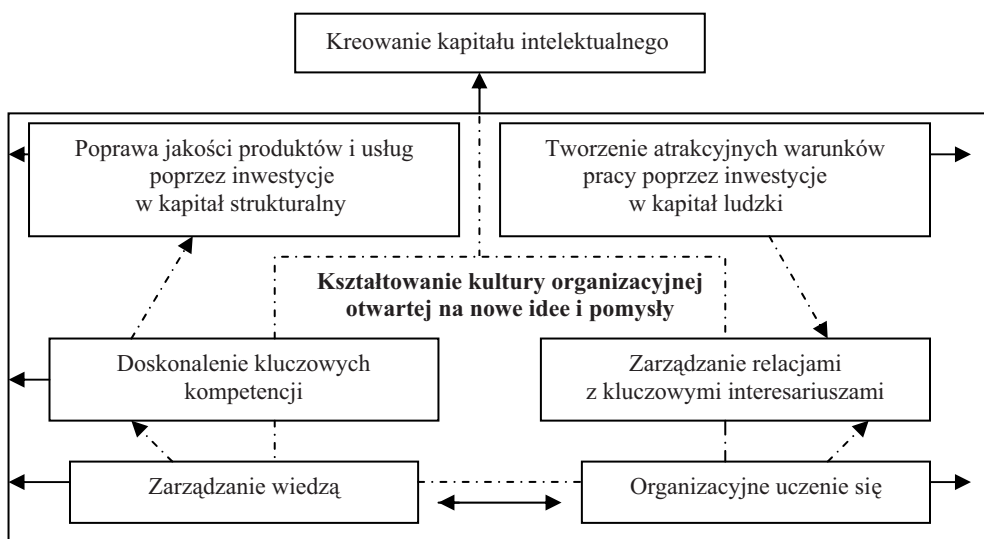 Kreowanie kapitału intelektualnego
Poprawa jakości produktów i usług
poprzez inwestycje
w kapitał strukturalny
Tworzenie atrakcyjnych warunków
pracy poprzez inwestycje
w kapitał ludzki
Kształtowanie kultury organizacyjnej
otwartej na nowe idee i pomysły
Doskonalenie kluczowych
kompetencji
Zarządzanie relacjami
z kluczowymi interesariuszami
Zarządzanie wiedzą
Organizacyjne uczenie się